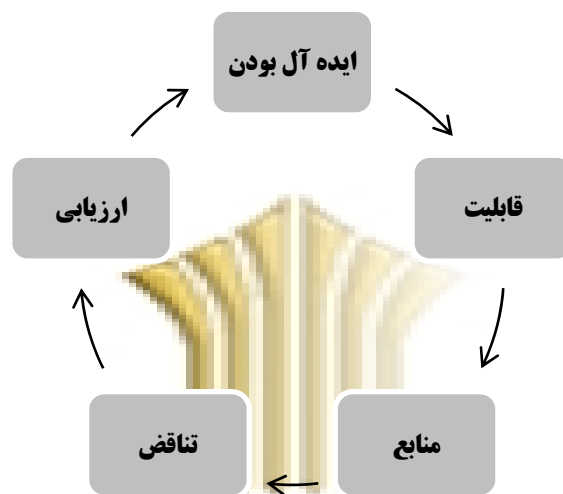 ایده آل بودن
قابلیت
منابع
تناقض
ارزیابی